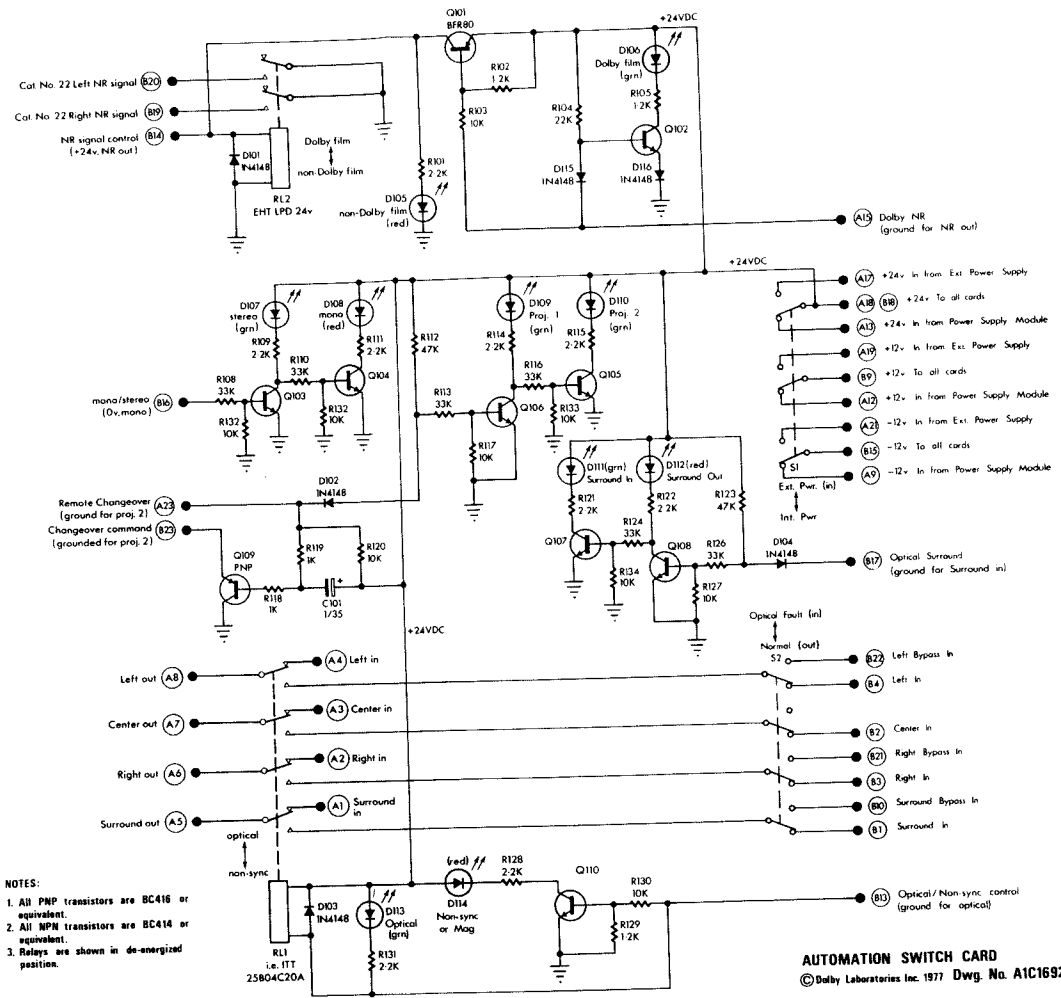 Q101
BFR80
+24VDC
D106
Dolby film
(grn)
R102
1·2K
R103
10K
R104
22K
R105
1·2K
Q102
D115
1N4148
D116
1N4148
Cat. No. 22 Left NR signal B20
Cat. No. 22 Right NR signal B19
NR signal control B14
(+24v, NR out)
D101
1N4148
Dolby film
non-Dolby film
RL2
EHT LPD 24v
R101
2·2K
D105
non-Dolby film
(red)
A15 Dolby NR
(ground for NR out)
+24VDC
A17 +24v In from Ext Power Supply
A18 B18 +24v To all cards
A13 +24v In from Power Supply Module
A19 +12v In from Ext. Power Supply
B9 +12v To all cards
A12 +12v In from Power Supply Module
A21 -12v In from Ext. Power Supply
B15 -12v To all cards
A9 -12v In from Power Supply Module
S1
Ext. Pwr. (in)
Int. Pwr
D107
stereo
(grn)
D108
mono
(red)
R109
2·2K
R110
33K
R111
2·2K
Q104
R108
33K
mono/stereo B16
(0v, mono)
Q103
R132
10K
R132
10K
R112
47K
D109
Proj. 1
(grn)
D110
Proj. 2
(grn)
R114
2·2K
R115
2·2K
R116
33K
Q105
R113
33K
Q106
R133
10K
R117
10K
D111(grn)
Surround In
D112(red)
Surround Out
R121
2·2K
R122
2·2K
R123
47K
R124
33K
Q107
Q108
R126
33K
D104
1N4148
R134
10K
R127
10K
B17 Optical Surround
(ground for Surround in)
D102
1N4148
Remote Changeover A23
(ground for proj. 2)
Changeover command B23
(grounded for proj. 2)
Q109
PNP
R119
1K
R120
10K
R118
1K
+
C101
1/35
+24VDC
Optical Fault (in)
Normal (out)
S2
Left out A8
A4 Left in
B22 Left Bypass In
B4 Left In
Center out A7
A3 Center in
B2 Center In
Right out A6
A2 Right in
B21 Right Bypass In
B3 Right In
Surround out A5
A1 Surround
in
B10 Surround Bypass In
B1 Surround In
optical
non-sync
RL1
i.e. ITT
25B04C20A
D103
1N4148
D113
Optical
(grn)
R131
2·2K
(red)
D114
Non-sync
or Mag
R128
2·2K
Q110
R130
10K
R129
1·2K
B13 Optical/Non-sync control
(ground for optical)
NOTES:
1. All PNP transistors are BC416 or
equivalent.
2. All NPN transistors are BC414 or
equivalent.
3. Relays are shown in de-energized
position.
AUTOMATION SWITCH CARD
© Dolby Laboratories Inc. 1977 Dwg. No. A1C1692